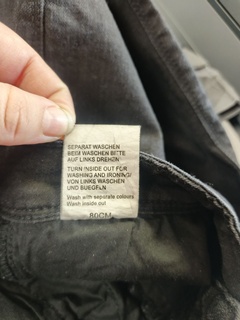 SEPARAT WASCHEN
BEIM WASCHEN BITTE
AUF LINKS DREHEN
TURN INSIDE OUT FOR
WASHING AND IRONING/
VON LINKS WASCHEN
UND BUEGELN
Wash with separate colours
Wash inside out
80CM